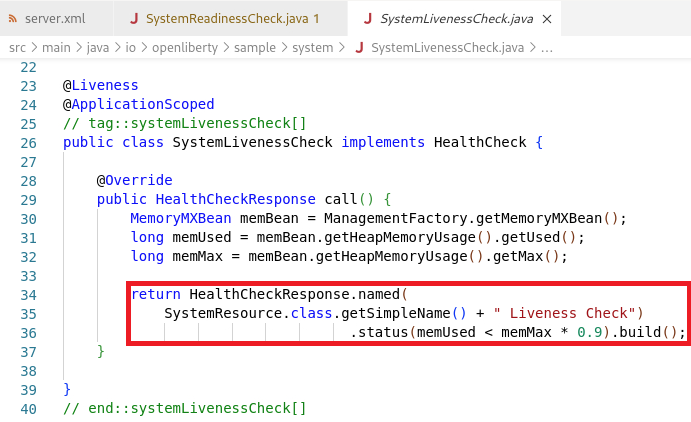 server.xml
SystemReadinessCheck.java 1
SystemLivenessCheck.java
src > main > java > io > openliberty > sample > system > SystemLivenessCheck.java > ...
22
23 @Liveness
24 @ApplicationScoped
25 // tag::systemLivenessCheck[]
26 public class SystemLivenessCheck implements HealthCheck {
27
28 @Override
29 public HealthCheckResponse call() {
30 MemoryMXBean memBean = ManagementFactory.getMemoryMXBean();
31 long memUsed = memBean.getHeapMemoryUsage().getUsed();
32 long memMax = memBean.getHeapMemoryUsage().getMax();
33
34 return HealthCheckResponse.named(
35 SystemResource.class.getSimpleName() + " Liveness Check")
36 .status(memUsed < memMax * 0.9).build();
37 }
38
39 }
40 // end::systemLivenessCheck[]